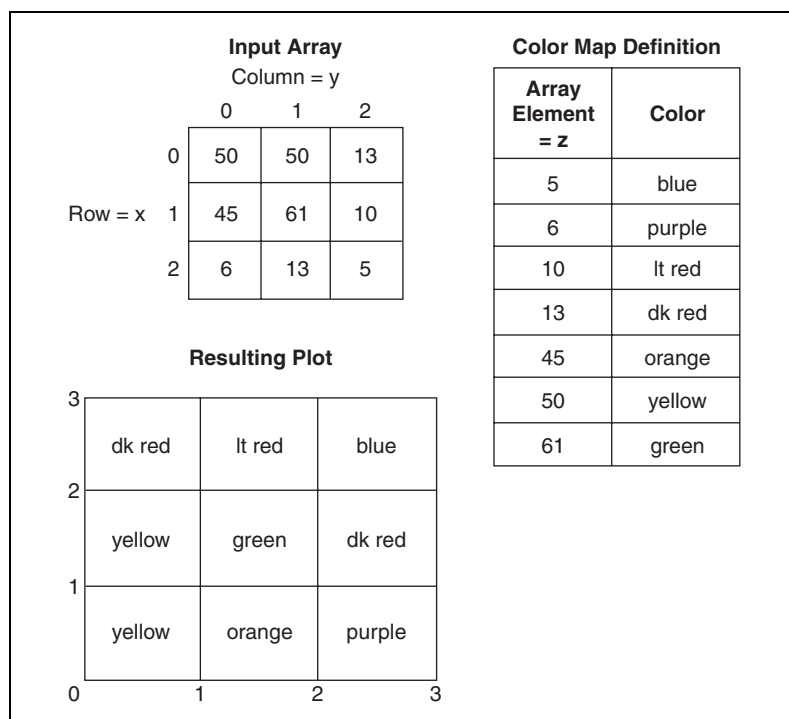 Input Array
Column = y
0 1 2
0 50 50 13
Row = x 1 45 61 10
2 6 13 5
Color Map Definition
Array
Element
= z
Color
5 blue
6 purple
10 lt red
13 dk red
45 orange
50 yellow
61 green
Resulting Plot
3
dk red lt red blue
2
yellow green dk red
1
yellow orange purple
0 1 2 3